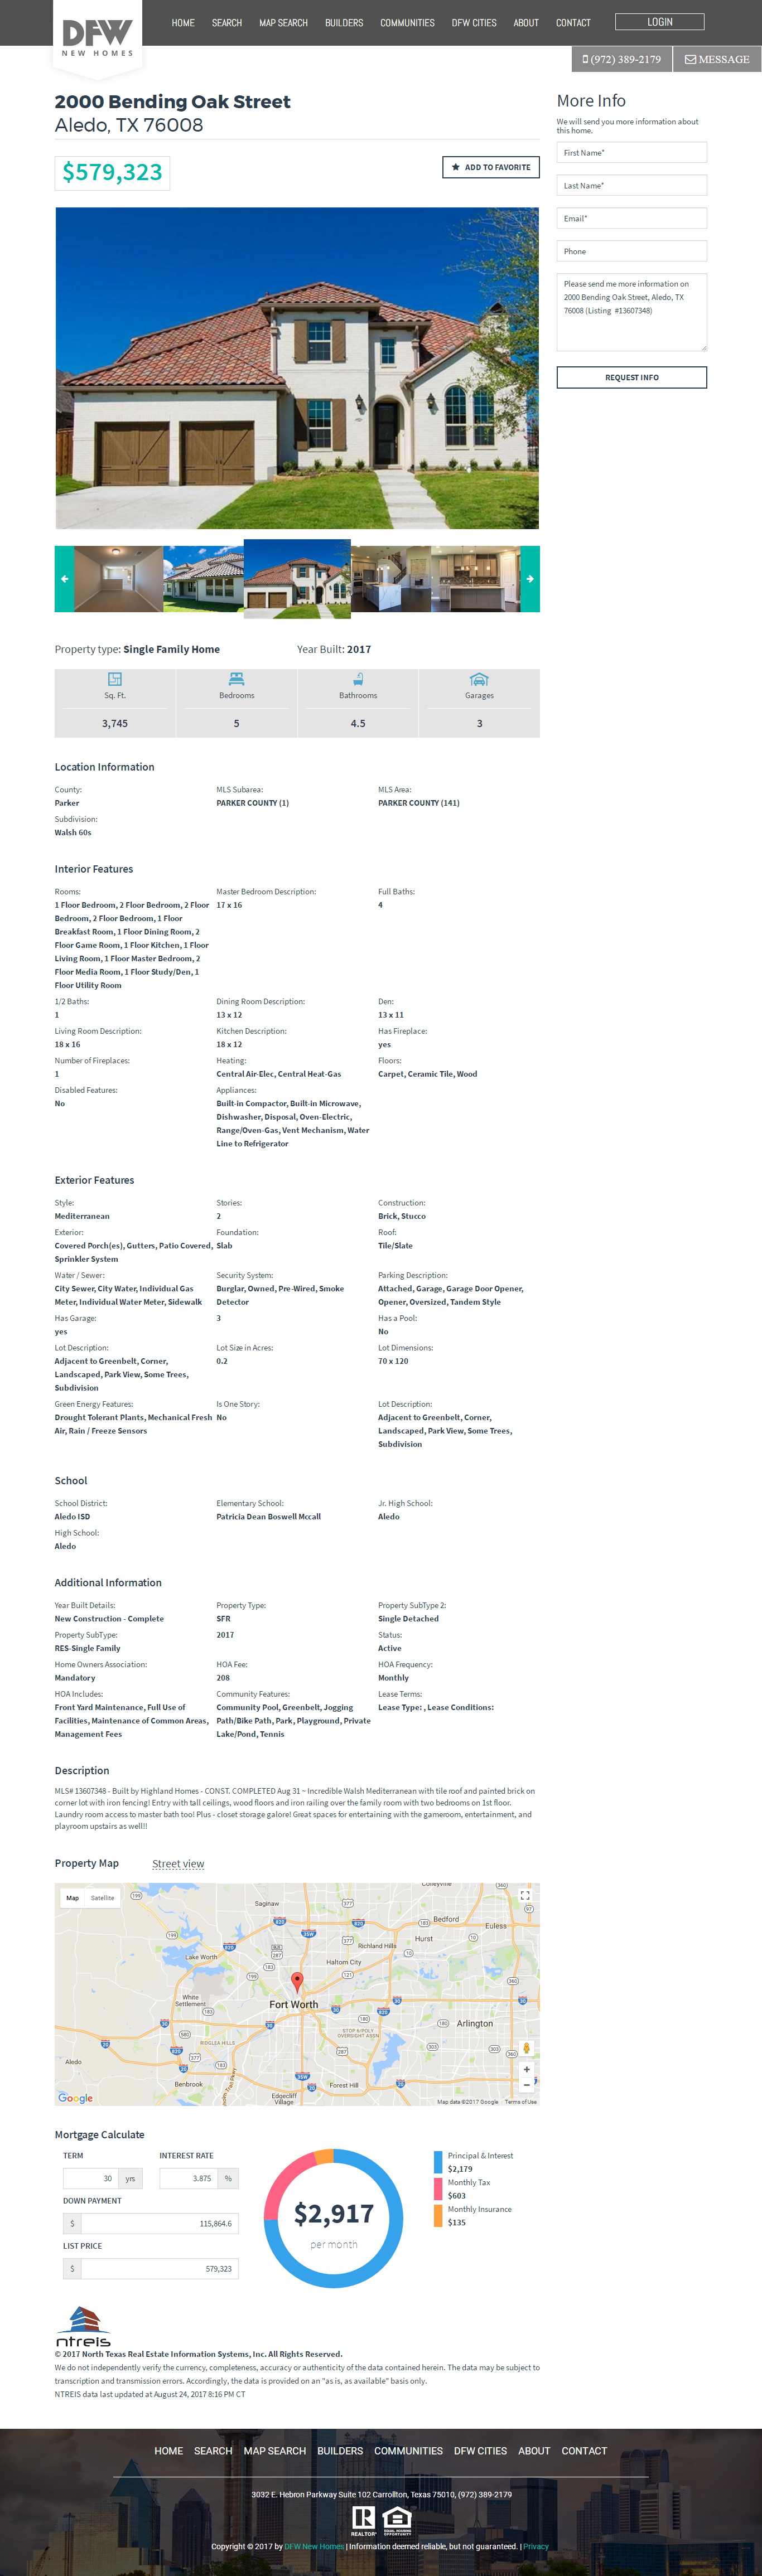 DFW
NEW HOMES
HOME SEARCH MAP SEARCH BUILDERS COMMUNITIES DFW CITIES ABOUT CONTACT LOGIN
(972) 389-2179 MESSAGE
2000 Bending Oak Street
Aledo, TX 76008
$579,323
ADD TO FAVORITE
More Info
We will send you more information about
this home.
First Name*
Last Name*
Email*
Phone
Please send me more information on
2000 Bending Oak Street, Aledo, TX
76008 (Listing #13607348)
REQUEST INFO
Property type: Single Family Home Year Built: 2017
Sq. Ft. Bedrooms Bathrooms Garages
3,745 5 4.5 3
Location Information
County: MLS Subarea: MLS Area:
Parker PARKER COUNTY (1) PARKER COUNTY (141)
Subdivision:
Walsh 60s
Interior Features
Rooms: Master Bedroom Description: Full Baths:
1 Floor Bedroom, 2 Floor Bedroom, 2 Floor 17 x 16 4
Bedroom, 2 Floor Bedroom, 1 Floor
Breakfast Room, 1 Floor Dining Room, 2
Floor Game Room, 1 Floor Kitchen, 1 Floor
Living Room, 1 Floor Master Bedroom, 2
Floor Media Room, 1 Floor Study/Den, 1
Floor Utility Room
1/2 Baths: Dining Room Description: Den:
1 13 x 12 13 x 11
Living Room Description: Kitchen Description: Has Fireplace:
18 x 16 18 x 12 yes
Number of Fireplaces: Heating: Floors:
1 Central Air-Elec, Central Heat-Gas Carpet, Ceramic Tile, Wood
Disabled Features: Appliances:
No Built-in Compactor, Built-in Microwave,
Dishwasher, Disposal, Oven-Electric,
Range/Oven-Gas, Vent Mechanism, Water
Line to Refrigerator
Exterior Features
Style: Stories: Construction:
Mediterranean 2 Brick, Stucco
Exterior: Foundation: Roof:
Covered Porch(es), Gutters, Patio Covered, Slab Tile/Slate
Sprinkler System
Water / Sewer: Security System: Parking Description:
City Sewer, City Water, Individual Gas Burglar, Owned, Pre-Wired, Smoke Attached, Garage, Garage Door Opener,
Meter, Individual Water Meter, Sidewalk Detector Opener, Oversized, Tandem Style
Has Garage: 3 Has a Pool:
yes No
Lot Description: Lot Size in Acres: Lot Dimensions:
Adjacent to Greenbelt, Corner, 0.2 70 x 120
Landscaped, Park View, Some Trees,
Subdivision
Green Energy Features: Is One Story: Lot Description:
Drought Tolerant Plants, Mechanical Fresh No Adjacent to Greenbelt, Corner,
Air, Rain / Freeze Sensors Landscaped, Park View, Some Trees,
Subdivision
School
School District: Elementary School: Jr. High School:
Aledo ISD Patricia Dean Boswell Mccall Aledo
High School:
Aledo
Additional Information
Year Built Details: Property Type: Property SubType 2:
New Construction - Complete SFR Single Detached
Property SubType: 2017 Status:
RES-Single Family Active
Home Owners Association: HOA Fee: HOA Frequency:
Mandatory 208 Monthly
HOA Includes: Community Features: Lease Terms:
Front Yard Maintenance, Full Use of Community Pool, Greenbelt, Jogging Lease Type: , Lease Conditions:
Facilities, Maintenance of Common Areas, Path/Bike Path, Park, Playground, Private
Management Fees Lake/Pond, Tennis
Description
MLS# 13607348 - Built by Highland Homes - CONST. COMPLETED Aug 31 ~ Incredible Walsh Mediterranean with tile roof and painted brick on
corner lot with iron fencing! Entry with tall ceilings, wood floors and iron railing over the family room with two bedrooms on 1st floor.
Laundry room access to master bath too! Plus - closet storage galore! Great spaces for entertaining with the gameroom, entertainment, and
playroom upstairs as well!!
Property Map Street view
Map Satellite
Saginaw
Bedford
Euless
Hurst
Richland Hills
Lake Worth
Haltom City
White
Settlement
Fort Worth
Arlington
STOP 6/POLY
OVERSIGHT ASSN
RIDGLEA HILLS
Aledo
Benbrook
Edgecliff
Village
Forest Hill
Google
Map data ©2017 Google Terms of Use
Mortgage Calculate
TERM INTEREST RATE
30 yrs 3.875 %
DOWN PAYMENT
$ 115,864.6
LIST PRICE
$ 579,323
$2,917
per month
Principal & Interest
$2,179
Monthly Tax
$603
Monthly Insurance
$135
ntreis
© 2017 North Texas Real Estate Information Systems, Inc. All Rights Reserved.
We do not independently verify the currency, completeness, accuracy or authenticity of the data contained herein. The data may be subject to
transcription and transmission errors. Accordingly, the data is provided on an "as is, as available" basis only.
NTREIS data last updated at August 24, 2017 8:16 PM CT
HOME SEARCH MAP SEARCH BUILDERS COMMUNITIES DFW CITIES ABOUT CONTACT
3032 E. Hebron Parkway Suite 102 Carrollton, Texas 75010, (972) 389-2179
REALTOR® EQUAL HOUSING OPPORTUNITY
Copyright © 2017 by DFW New Homes | Information deemed reliable, but not guaranteed. | Privacy